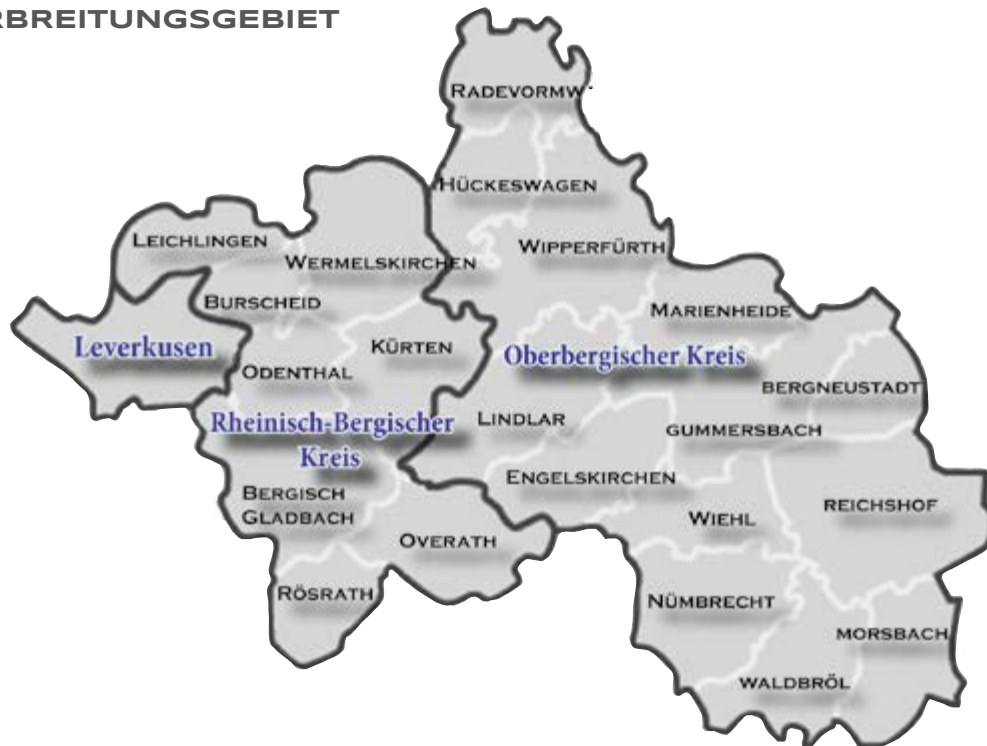 RBREITUNGSGEBIET
RADEVORMW
HÜCKESWAGEN
LEICHLINGEN
WIPPERFÜRTH
WERMELSKIRCHEN
BURSCHEID
MARIENHEIDE
Leverkusen
KÜRTEN
Oberbergischer Kreis
ODENTHAL
BERGNEUSTADT
Rheinisch-Bergischer
Kreis
LINDLAR
GUMMERSBACH
ENGELSKIRCHEN
BERGISCH
GLADBACH
WIEHL
REICHSHOF
OVERATH
RÖSRATH
NÜMBRECHT
MORSBACH
WALDBRÖL